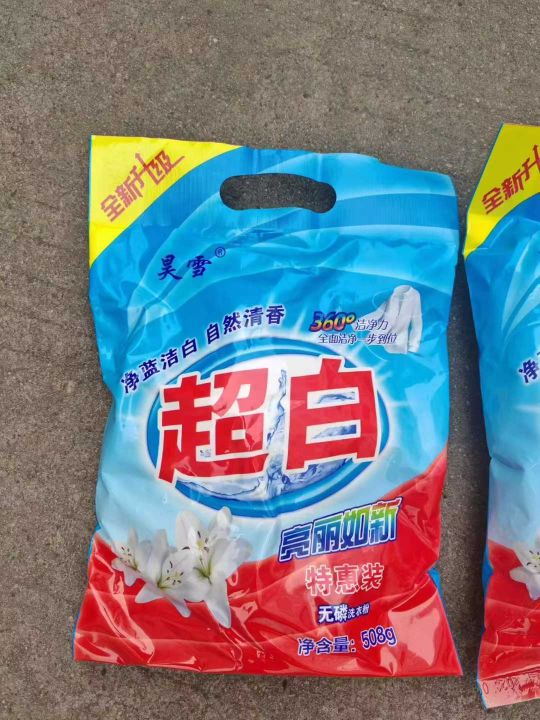 全新升级
昊雪®
净蓝洁白 自然清香
360°洁净力
全面洁净一步到位
超白
亮丽如新
特惠装
无磷洗衣粉
净含量: 508g
全新升
净